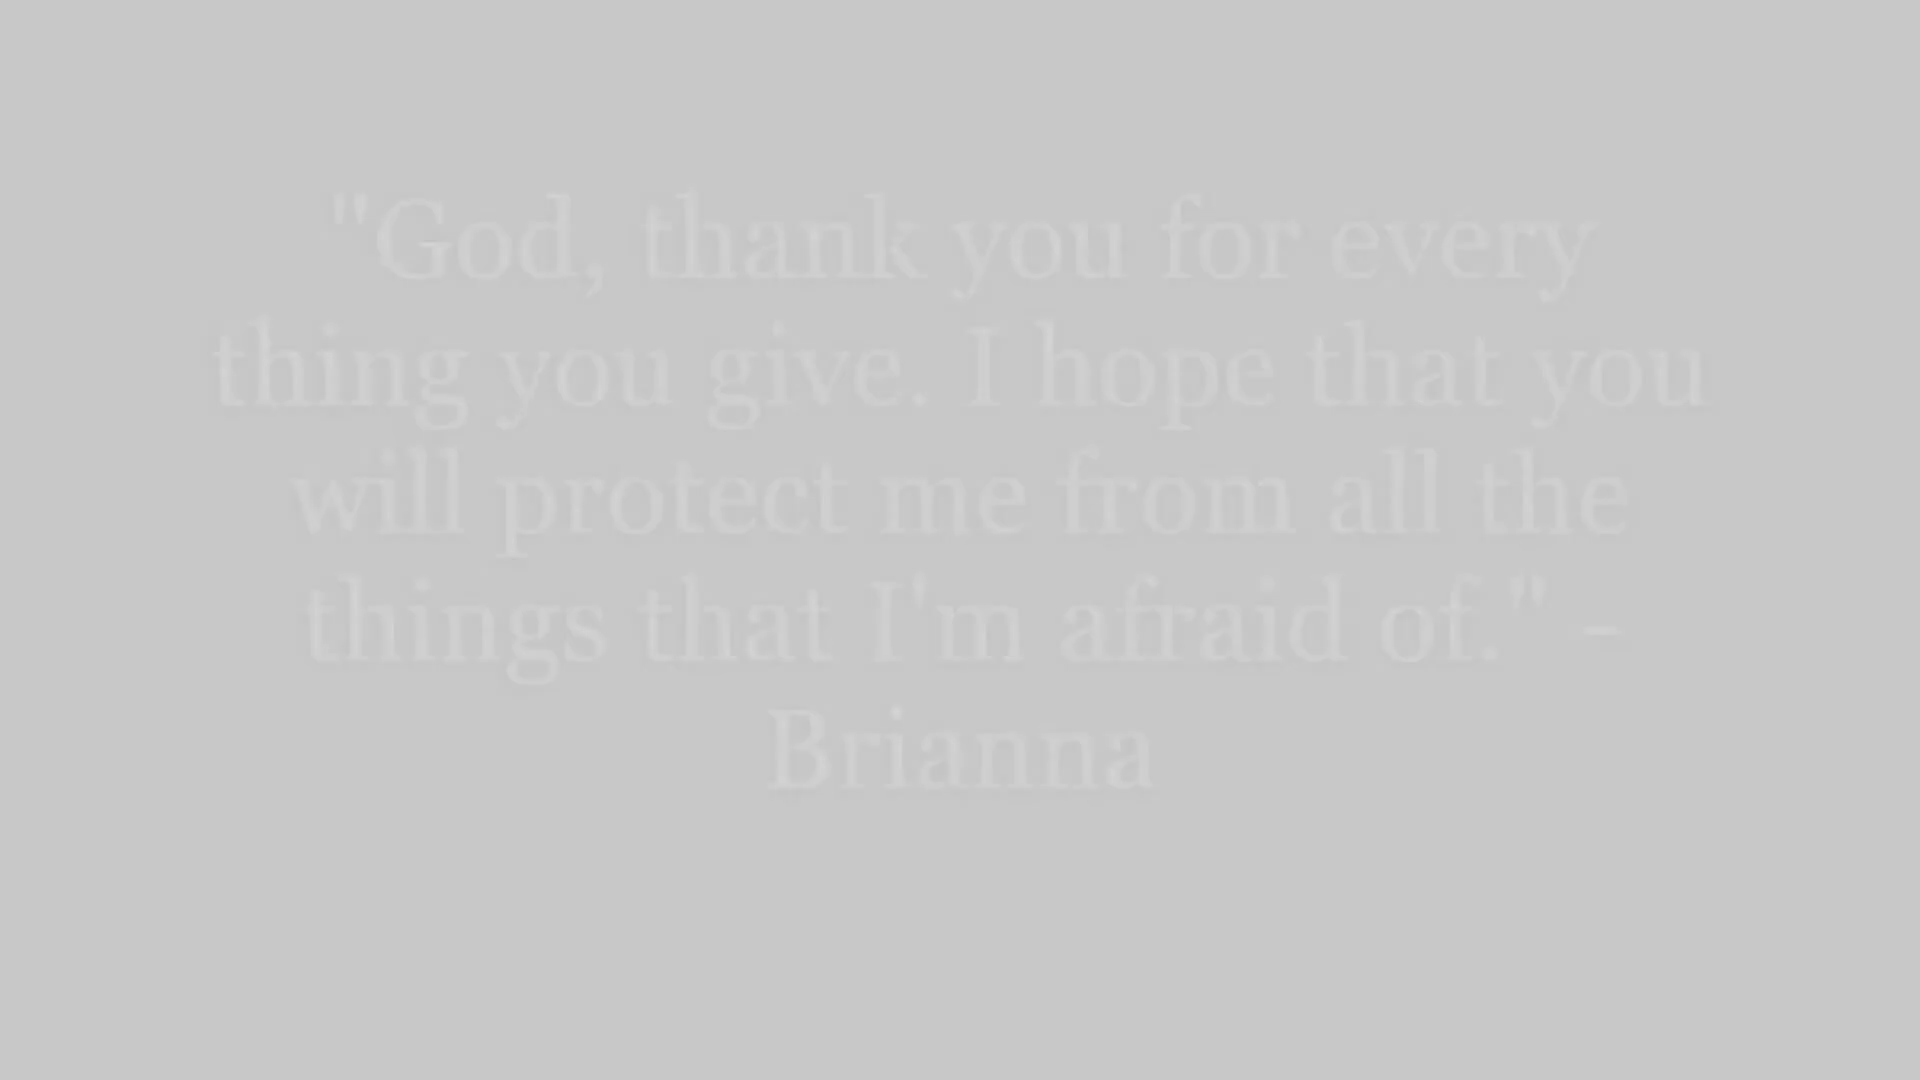 "God, thank you for every
thing you give. I hope that you
will protect me from all the
things that I'm afraid of." -
Brianna